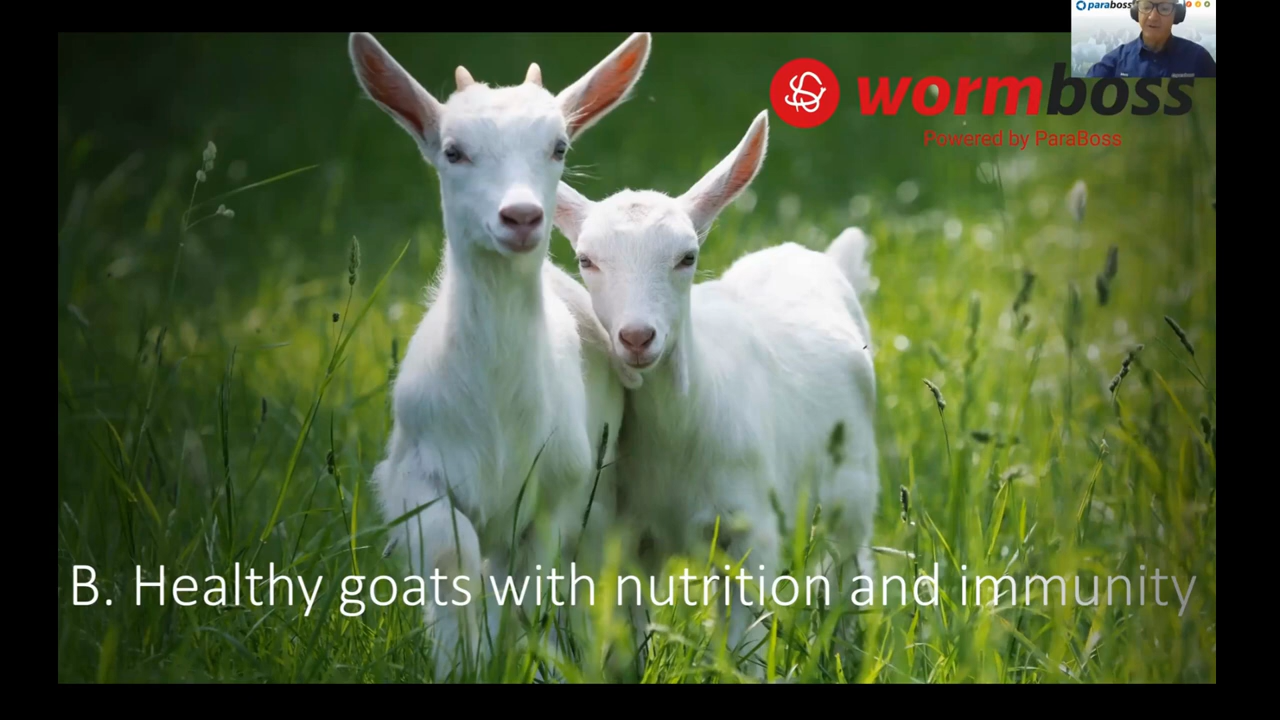 paraboss
wormboss
Powered by ParaBoss
B. Healthy goats with nutrition and immunity